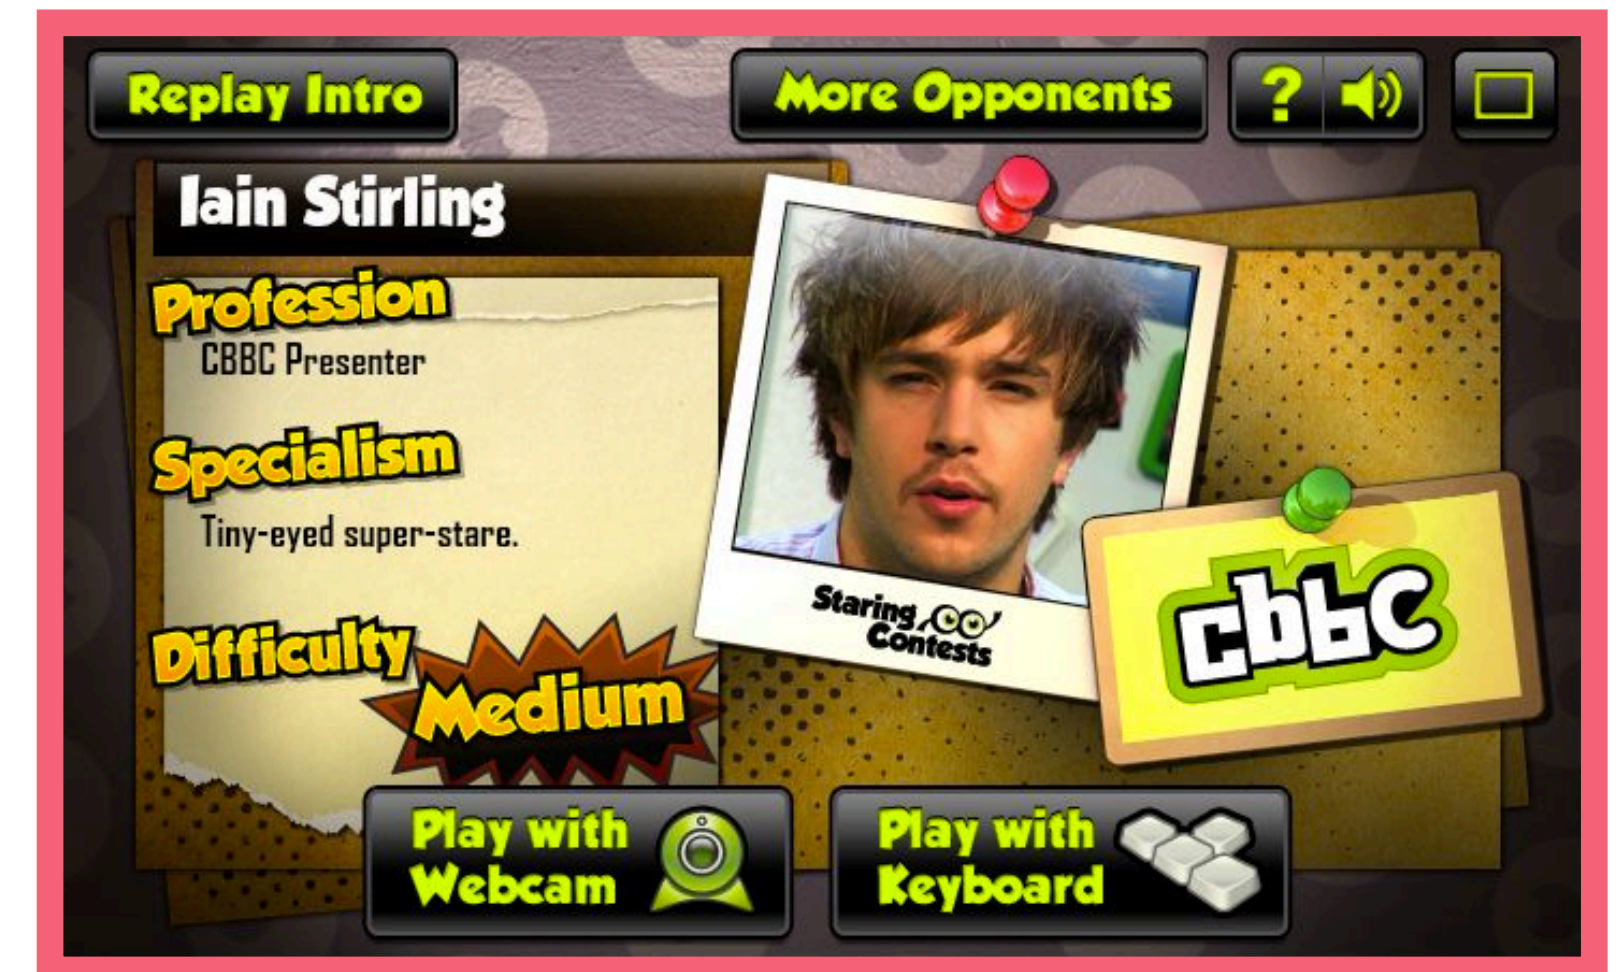 Replay Intro
More Opponents
?
Iain Stirling
Profession
CBBC Presenter
Specialism
Tiny-eyed super-stare.
Difficulty
Medium
Staring
Contests
cbbc
Play with
Webcam
Play with
Keyboard